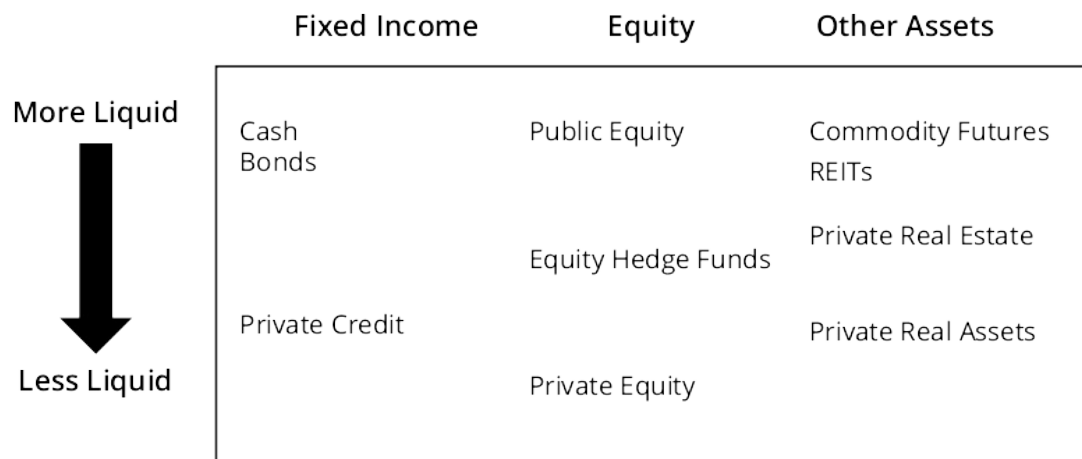 Fixed Income Equity Other Assets
More Liquid
Cash Public Equity Commodity Futures
Bonds REITs
Private Real Estate
Equity Hedge Funds
Private Credit Private Real Assets
Less Liquid
Private Equity